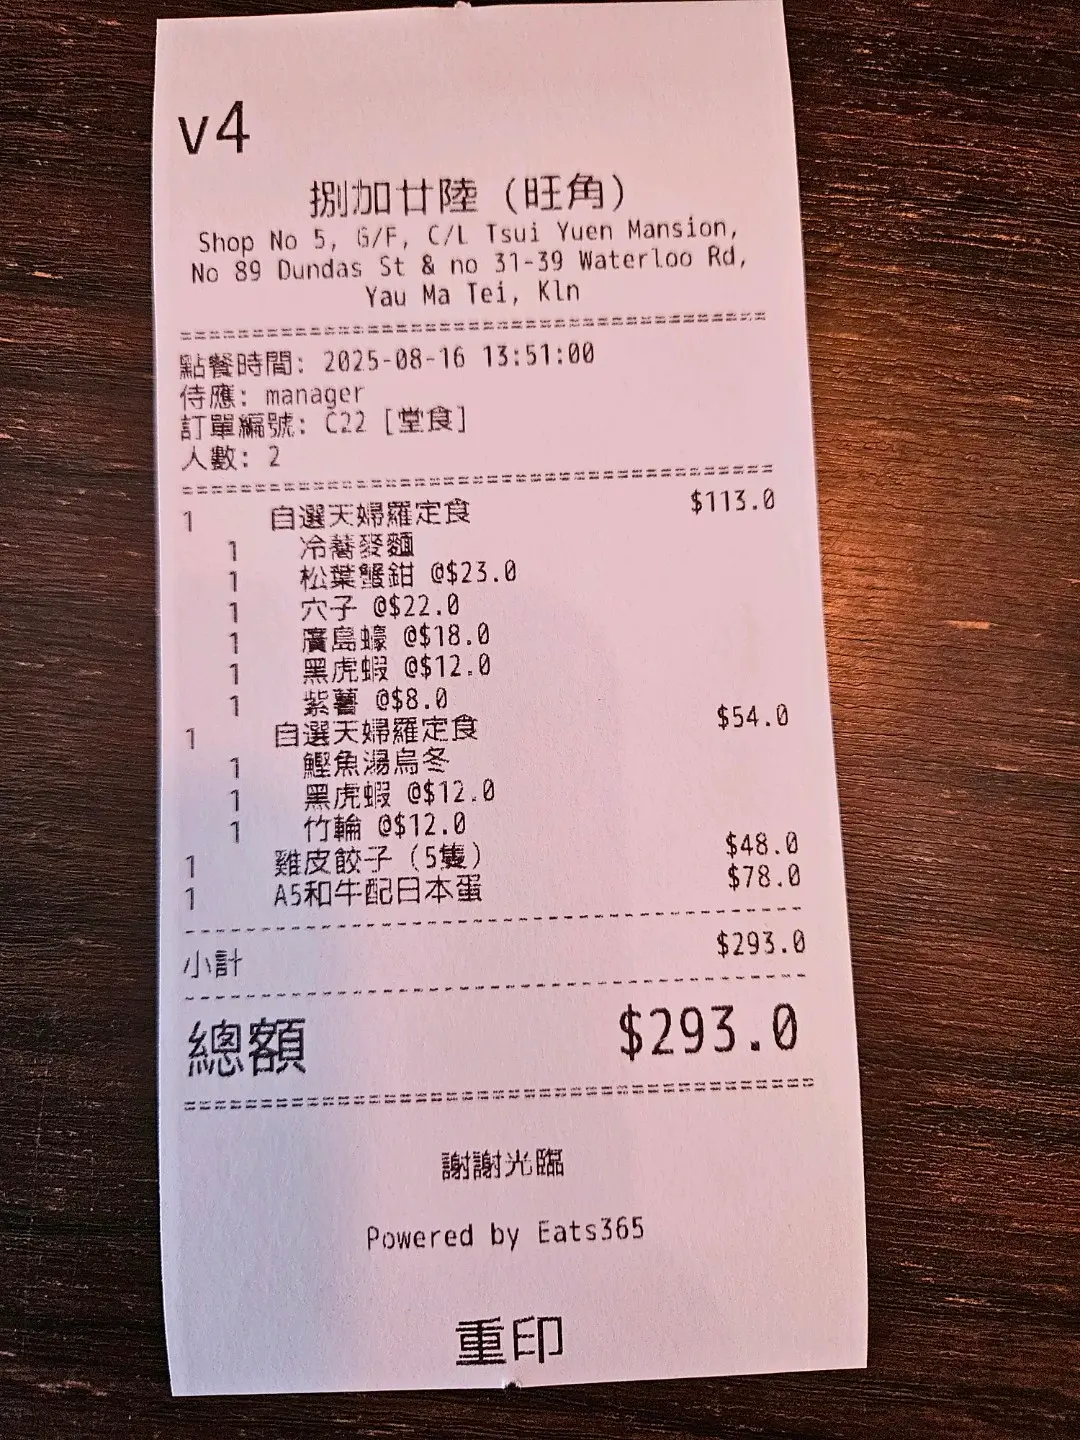 v4
捌加廿陸 (旺角)
Shop No 5, G/F, C/L Tsui Yuen Mansion,
No 89 Dundas St & no 31-39 Waterloo Rd,
Yau Ma Tei, Kln
點餐時間: 2025-08-16 13:51:00
侍應: manager
訂單編號: C22 [堂食]
人數: 2
1 自選天婦羅定食 $113.0
1 冷蕎麥麵
1 松葉蟹鉗 @$23.0
1 穴子 @$22.0
1 廣島蠔 @$18.0
1 黑虎蝦 @$12.0
1 紫薯 @$8.0
1 自選天婦羅定食 $54.0
1 鰹魚湯烏冬
1 黑虎蝦 @$12.0
1 竹輪 @$12.0
1 雞皮餃子 (5隻) $48.0
1 A5和牛配日本蛋 $78.0
小計 $293.0
總額 $293.0
謝謝光臨
Powered by Eats365
重印